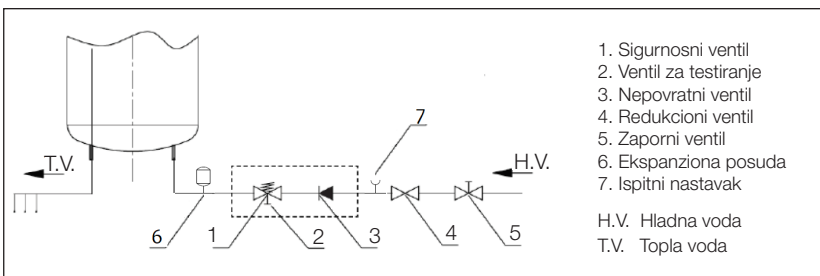 T.V.
H.V.
7
6
1
2
3
4
5
1. Sigurnosni ventil
2. Ventil za testiranje
3. Nepovratni ventil
4. Redukcioni ventil
5. Zaporni ventil
6. Ekspanziona posuda
7. Ispitni nastavak
H.V. Hladna voda
T.V. Topla voda